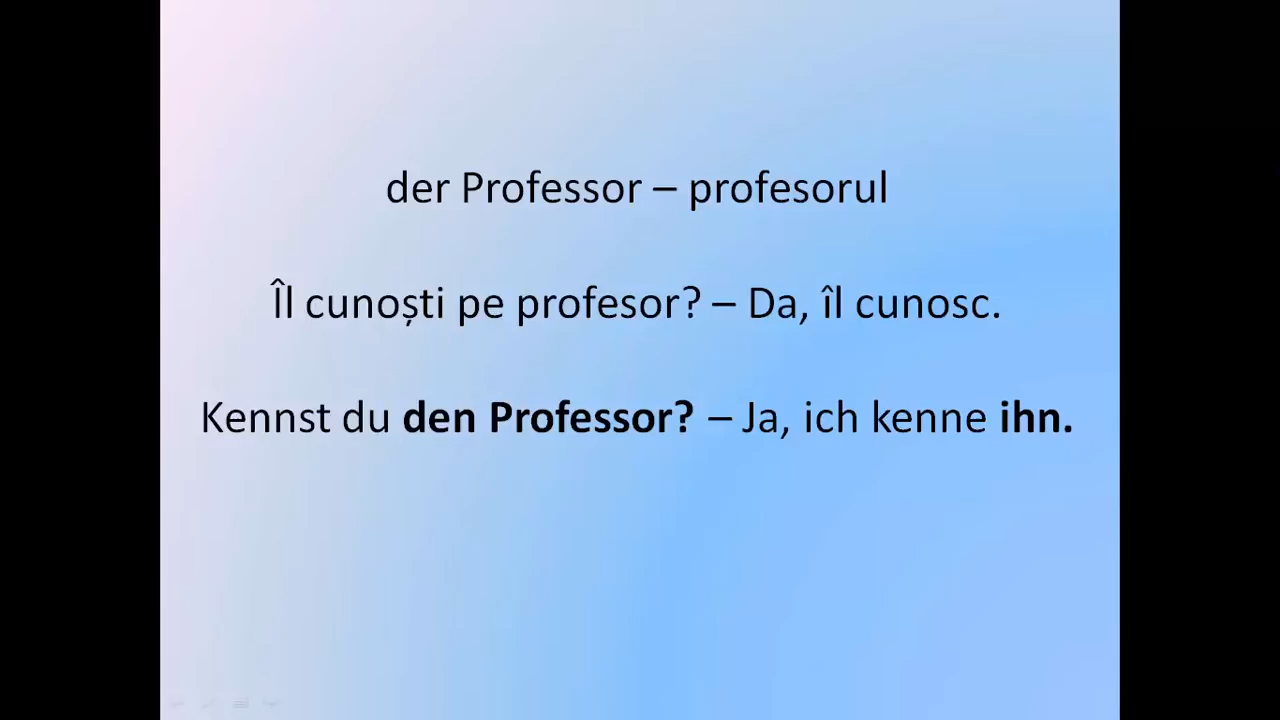 der Professor – profesorul
Îl cunoști pe profesor? – Da, îl cunosc.
Kennst du den Professor? – Ja, ich kenne ihn.